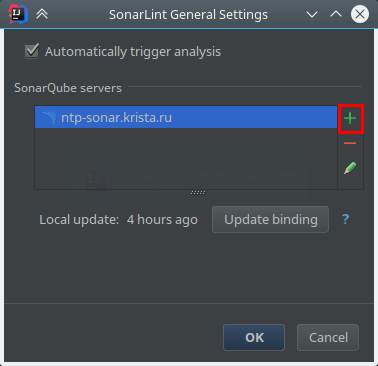 SonarLint General Settings
Automatically trigger analysis
SonarQube servers
ntp-sonar.krista.ru
Local update: 4 hours ago Update binding ?
OK Cancel